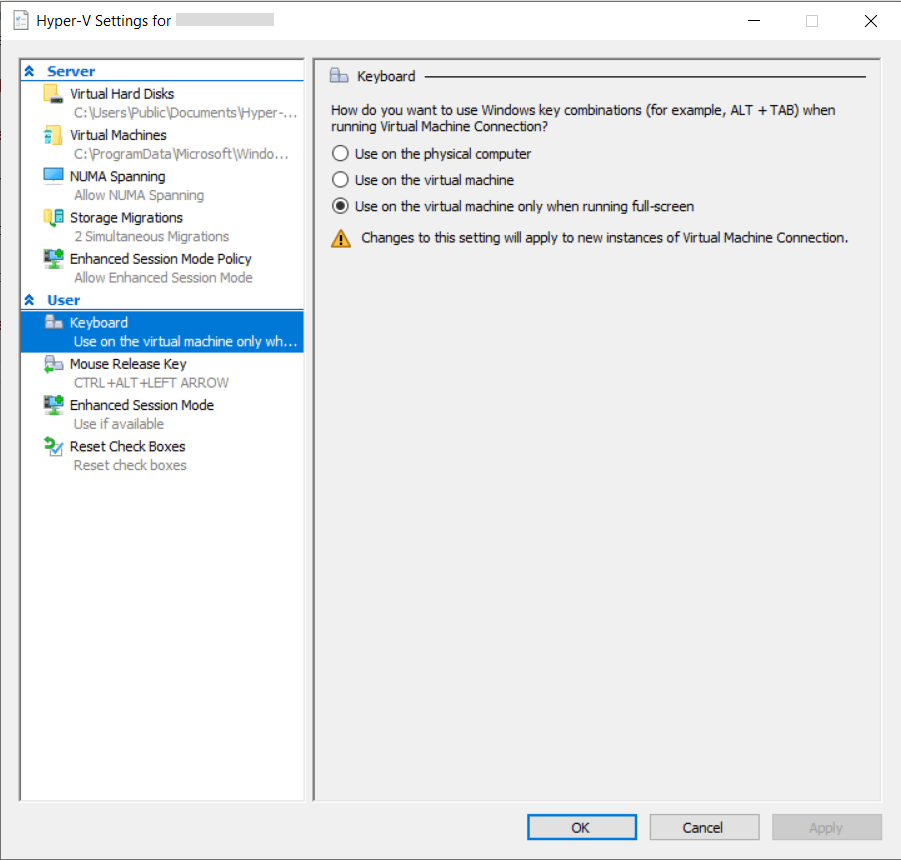 Hyper-V Settings for
Server
Virtual Hard Disks
C:\Users\Public\Documents\Hyper-...
Virtual Machines
C:\ProgramData\Microsoft\Windo...
NUMA Spanning
Allow NUMA Spanning
Storage Migrations
2 Simultaneous Migrations
Enhanced Session Mode Policy
Allow Enhanced Session Mode
User
Keyboard
Use on the virtual machine only wh...
Mouse Release Key
CTRL+ALT+LEFT ARROW
Enhanced Session Mode
Use if available
Reset Check Boxes
Reset check boxes
Keyboard
How do you want to use Windows key combinations (for example, ALT + TAB) when
running Virtual Machine Connection?
Use on the physical computer
Use on the virtual machine
Use on the virtual machine only when running full-screen
Changes to this setting will apply to new instances of Virtual Machine Connection.
OK
Cancel
Apply